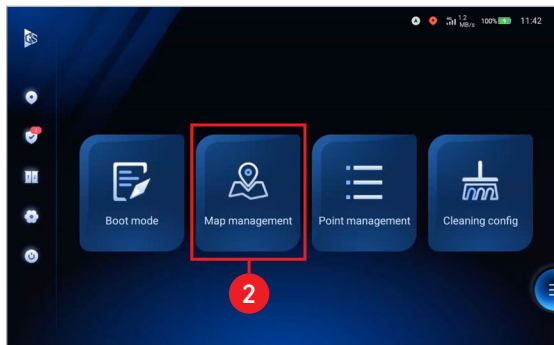 1.2
MB/s 100% 11:42
Boot mode Map management Point management Cleaning config
2